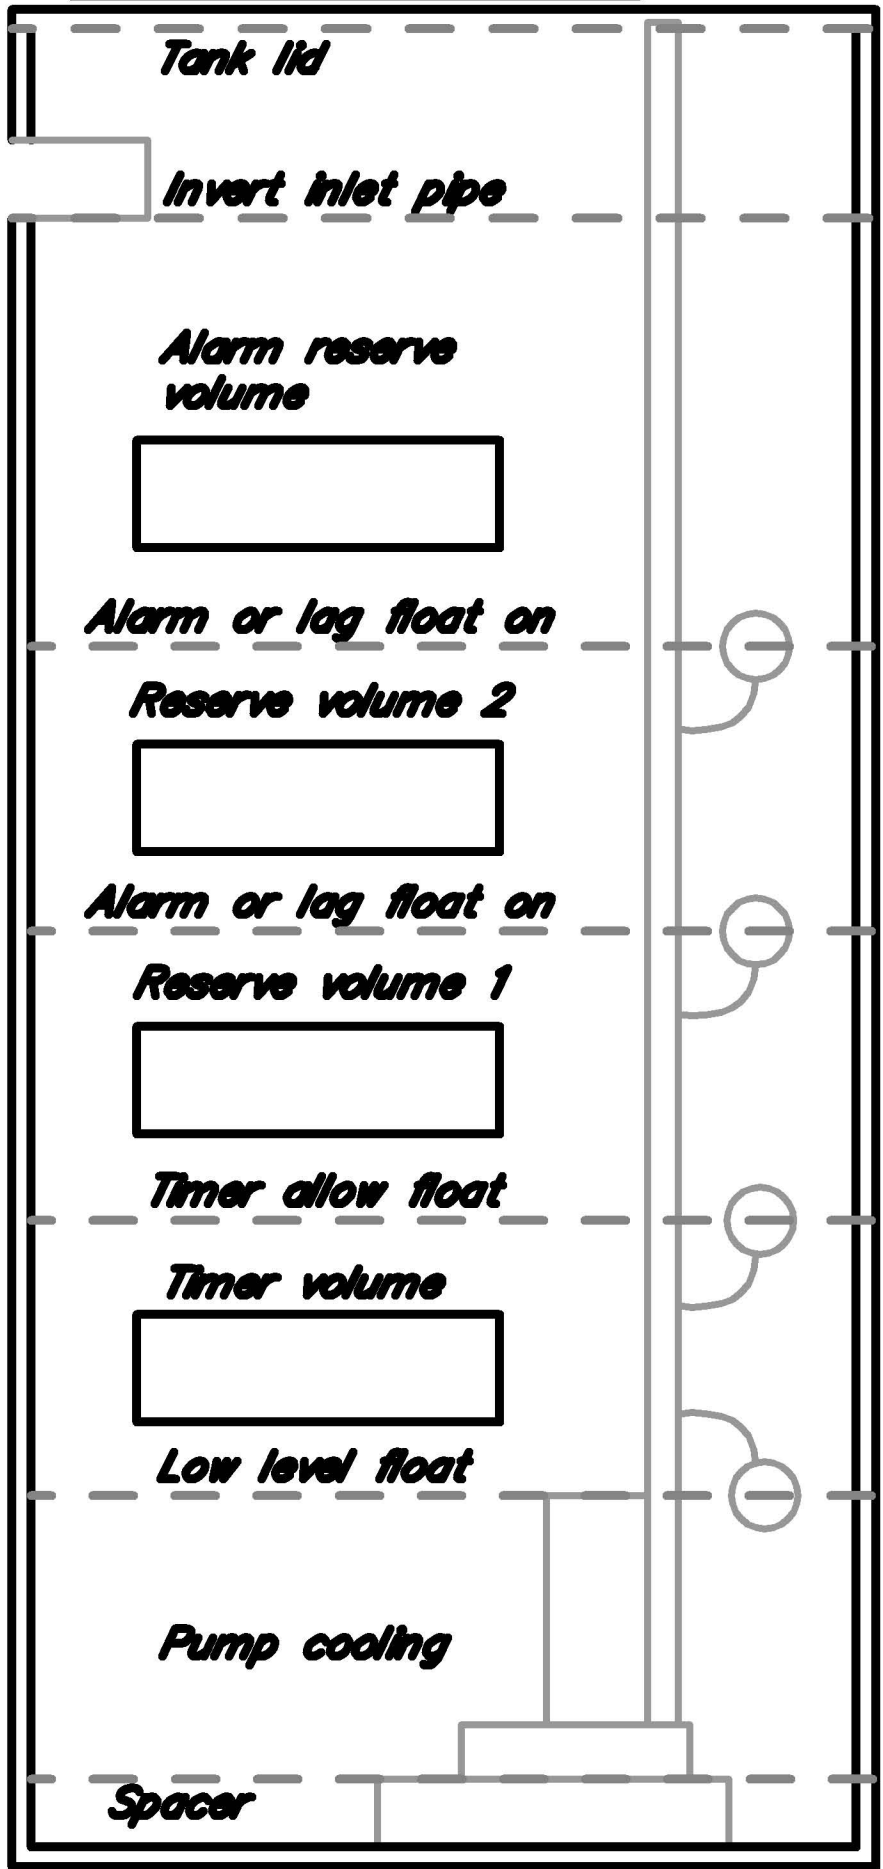 Tank lid
Invert inlet pipe
Alarm reserve
volume
Alarm or lag float on
Reserve volume 2
Alarm or lag float on
Reserve volume 1
Timer allow float
Timer volume
Low level float
Pump cooling
Spacer